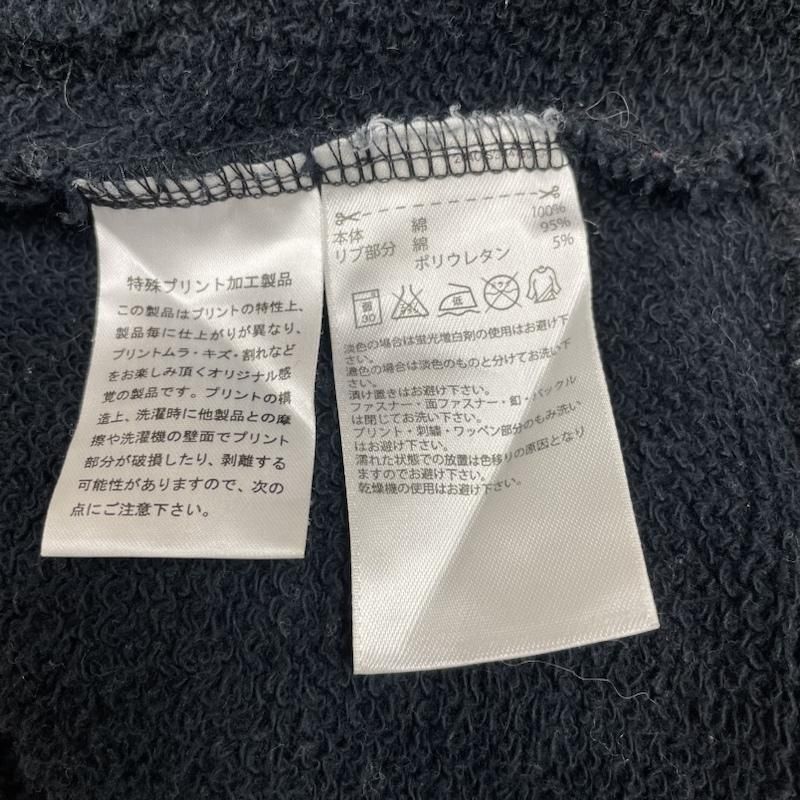 特殊プリント加工製品
この製品はプリントの特性上、
製品毎に仕上がりが異なり、
プリントムラ・キズ・割れなど
をお楽しみ頂くオリジナル感
覚の製品です。プリントの構
造上、洗濯時に他製品との摩
擦や洗濯機の壁面でプリント
部分が破損したり、剥離する
可能性がありますので、次の
点にご注意下さい。
本体 綿 100%
リブ部分 綿 95%
ポリウレタン 5%
弱
30
エンソ
サラシ
低
ドライ
淡色の場合は蛍光増白剤の使用はお避け下
さい。
濃色の場合は淡色のものと分けてお洗い下
さい。
漬け置きはお避け下さい。
ファスナー・面ファスナー・釦・バックル
は閉じてお洗い下さい。
プリント・刺繍・ワッペン部分のもみ洗い
はお避け下さい。
濡れた状態での放置は色移りの原因となり
ますのでお避け下さい。
乾燥機の使用はお避け下さい。